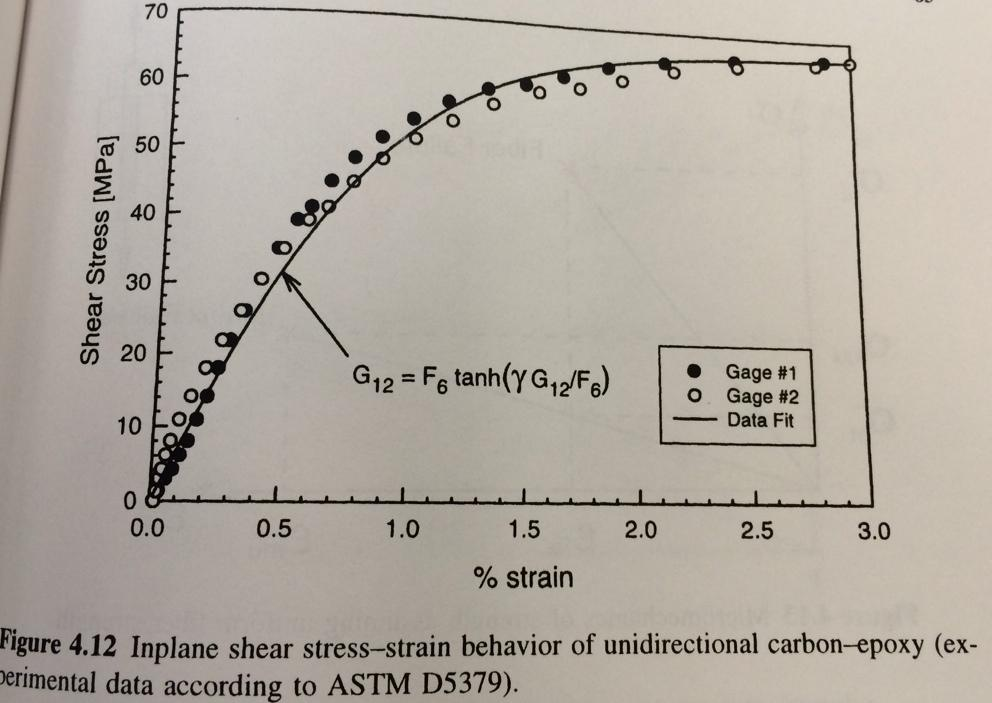 70
60
50
40
30
20
10
0
Shear Stress [MPa]
G12 = F6 tanh(γ G12/F6)
Gage #1
Gage #2
Data Fit
0.0 0.5 1.0 1.5 2.0 2.5 3.0
% strain
Figure 4.12 Inplane shear stress–strain behavior of unidirectional carbon–epoxy (ex-
perimental data according to ASTM D5379).